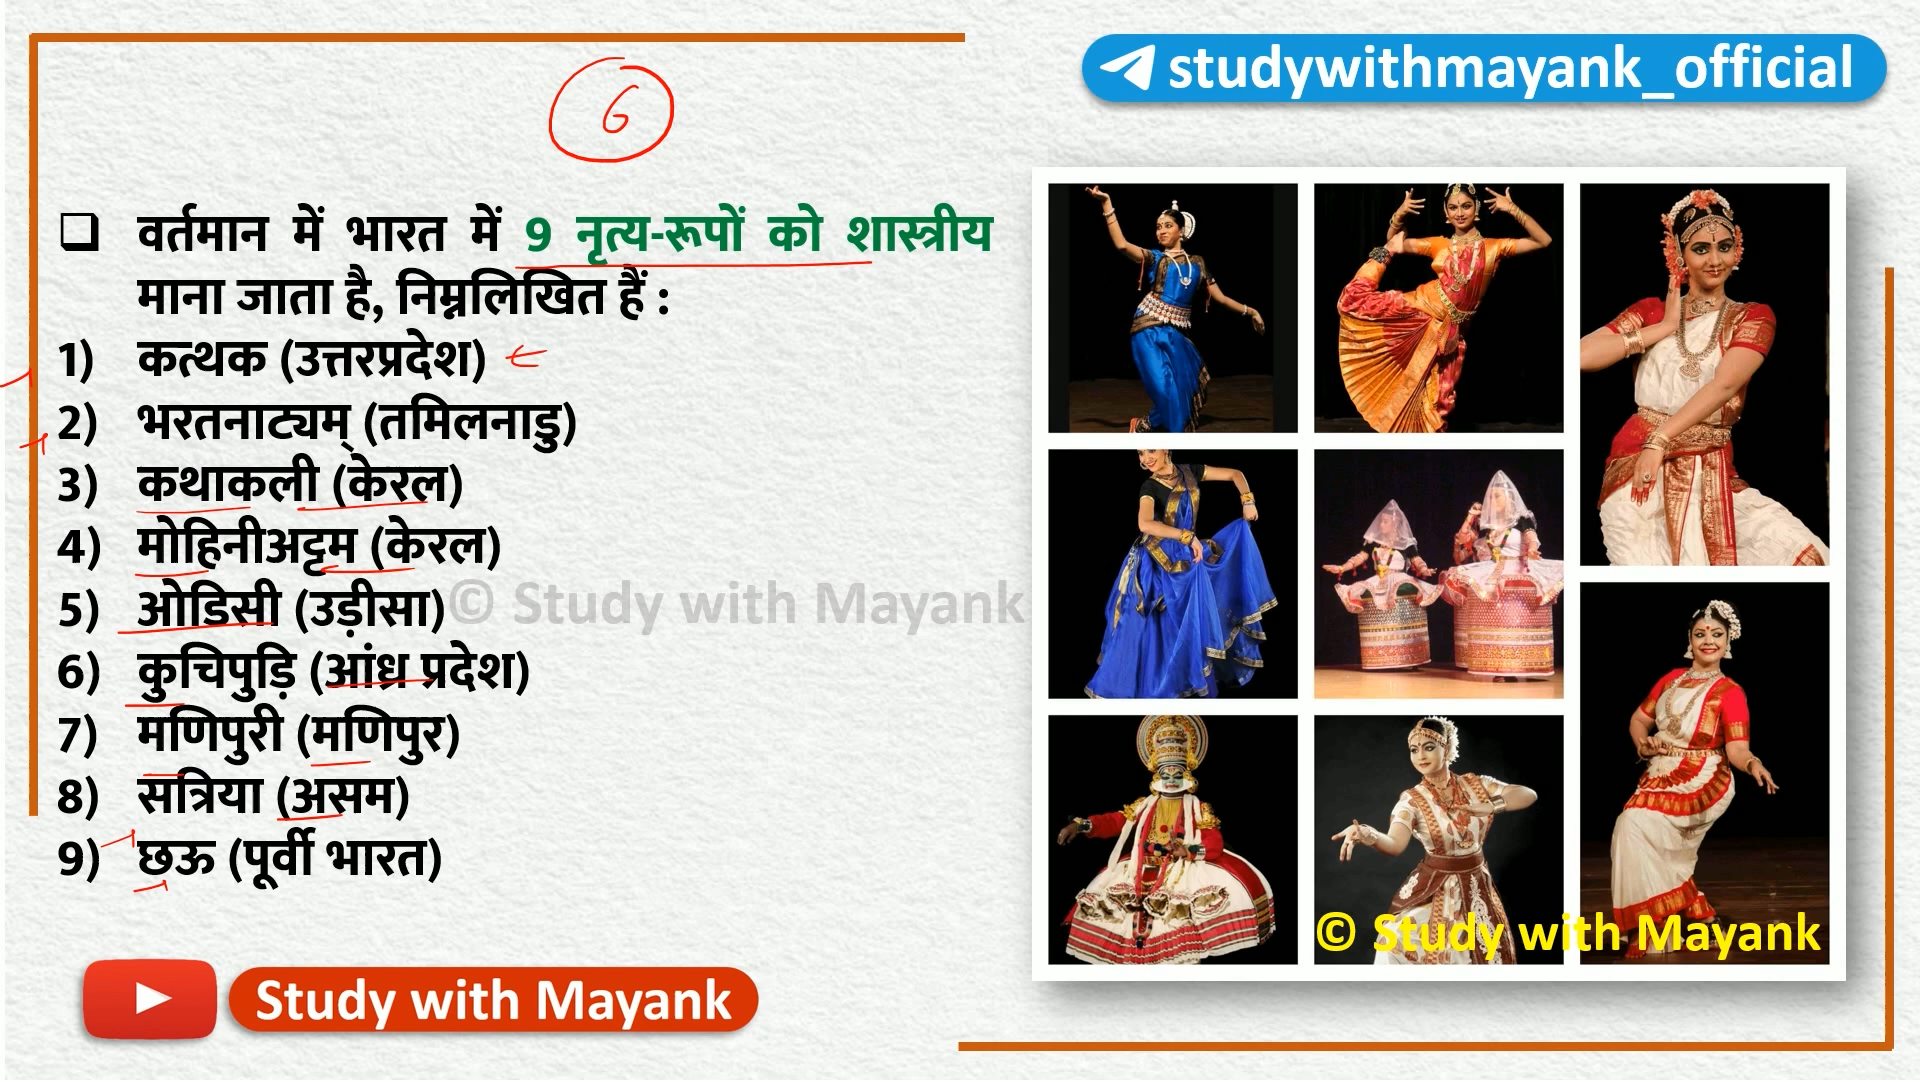 6
studywithmayank_official
वर्तमान में भारत में 9 नृत्य-रूपों को शास्त्रीय
माना जाता है, निम्नलिखित हैं :
1) कत्थक (उत्तरप्रदेश)
2) भरतनाट्यम् (तमिलनाडु)
3) कथाकली (केरल)
4) मोहिनीअट्टम (केरल)
5) ओडिसी (उड़ीसा)
© Study with Mayank
6) कुचिपुड़ि (आंध्र प्रदेश)
7) मणिपुरी (मणिपुर)
8) सत्रिया (असम)
9) छऊ (पूर्वी भारत)
© Study with Mayank
Study with Mayank